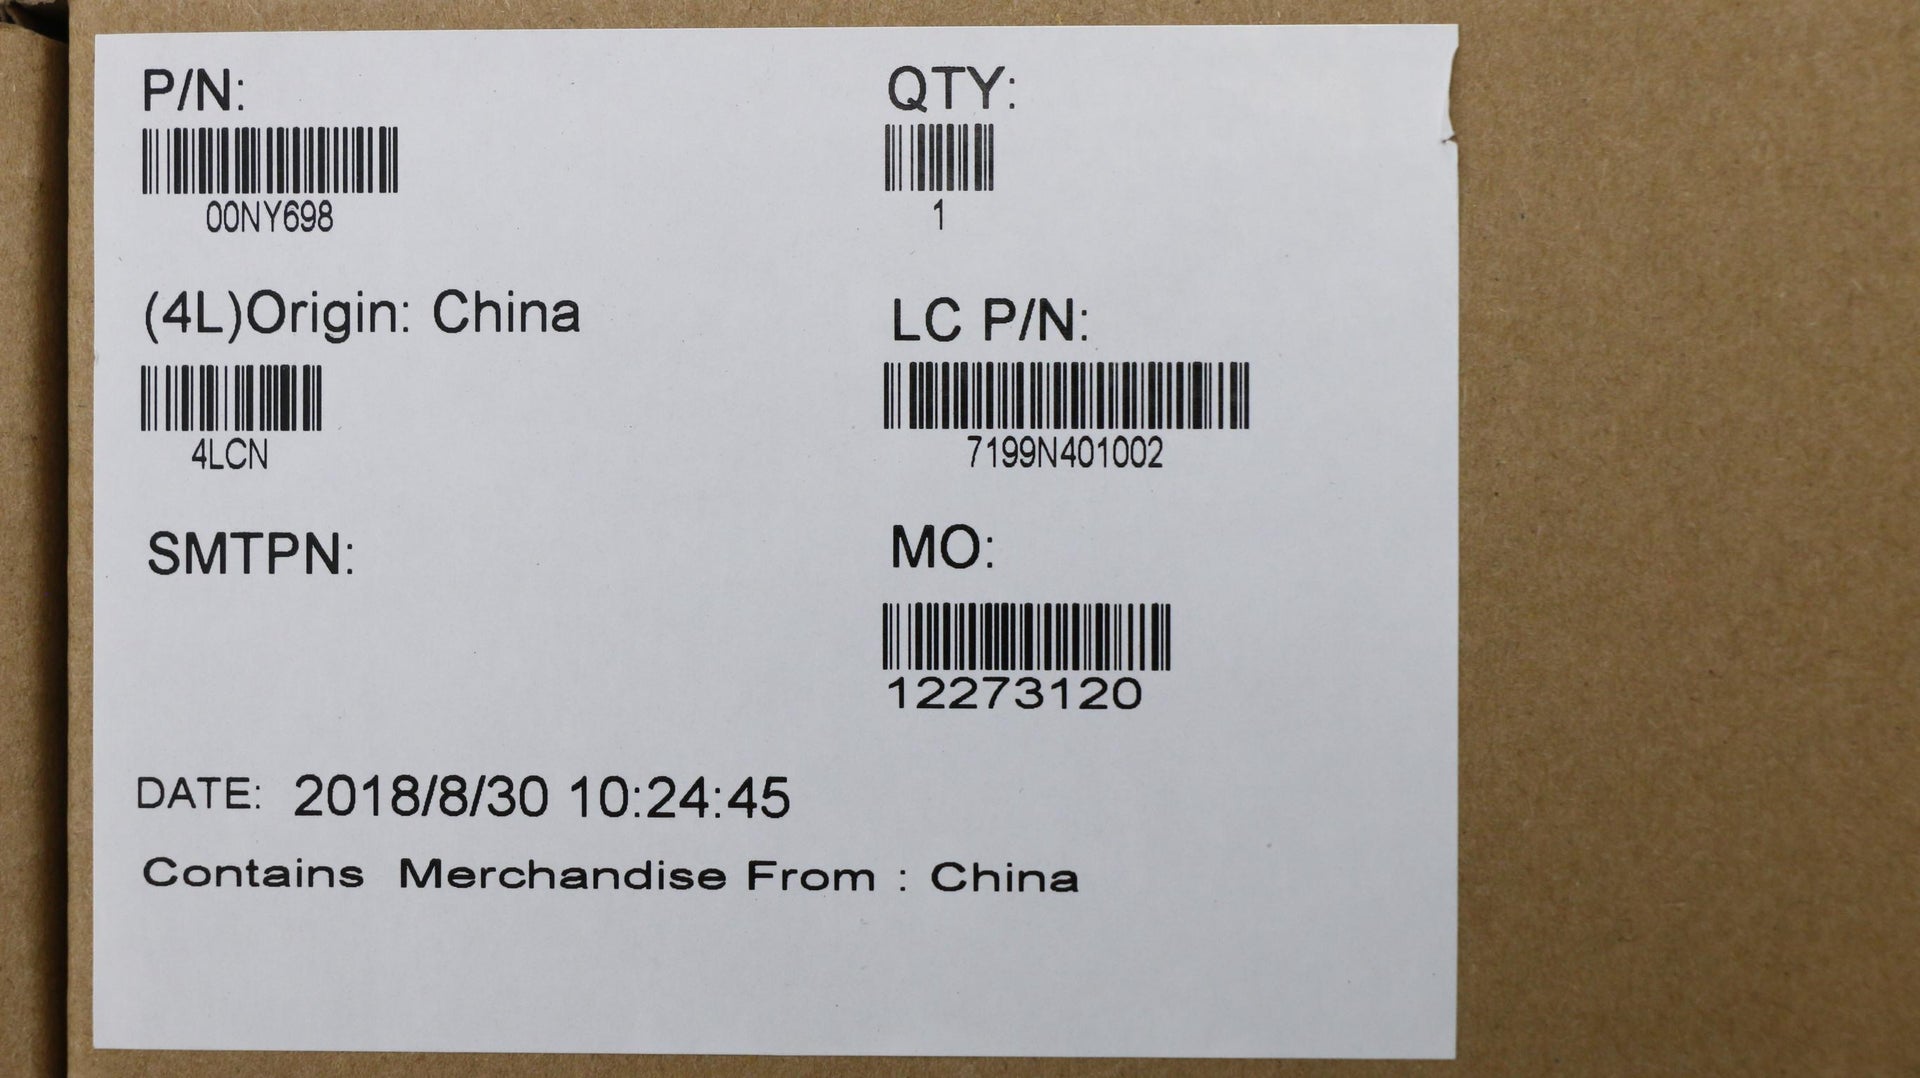 P/N:
QTY:
00NY698
1
(4L)Origin: China
LC P/N:
4LCN
7199N401002
SMTPN:
MO:
12273120
DATE: 2018/8/30 10:24:45
Contains Merchandise From : China